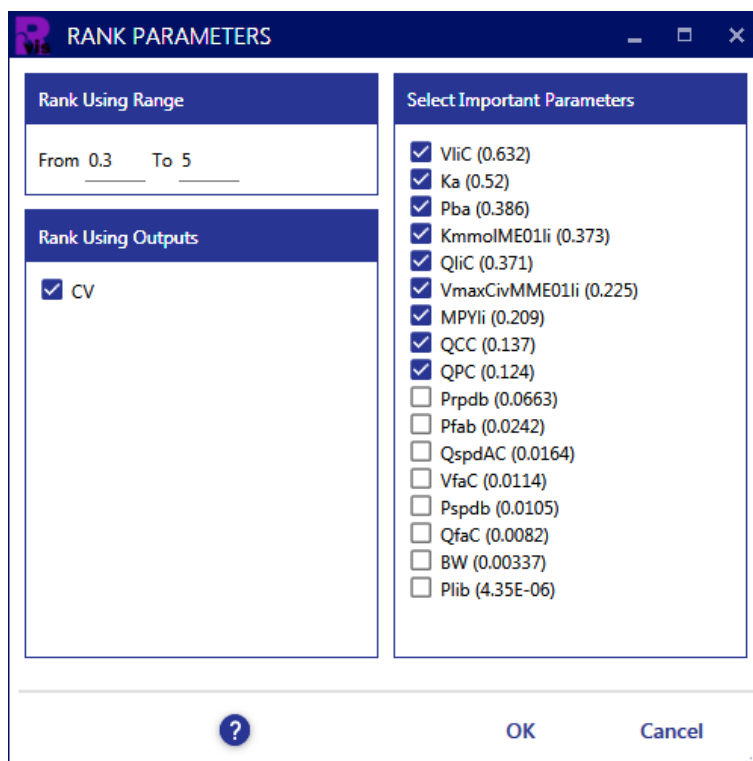 Rvis RANK PARAMETERS
Rank Using Range
From 0.3 To 5
Rank Using Outputs
CV
Select Important Parameters
VliC (0.632)
Ka (0.52)
Pba (0.386)
KmmolME01li (0.373)
QliC (0.371)
VmaxCivMME01li (0.225)
MPYli (0.209)
QCC (0.137)
QPC (0.124)
Prpdb (0.0663)
Pfab (0.0242)
QspdAC (0.0164)
VfaC (0.0114)
Pspdb (0.0105)
QfaC (0.0082)
BW (0.00337)
Plib (4.35E-06)
?
OK
Cancel